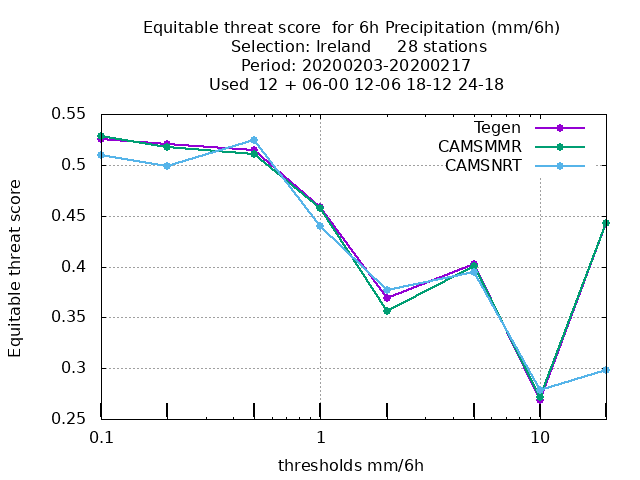 Equitable threat score  for 6h Precipitation (mm/6h)
Selection: Ireland     28 stations
Period: 20200203-20200217
Used  12 + 06-00 12-06 18-12 24-18
Equitable threat score
0.55
0.5
0.45
0.4
0.35
0.3
0.25
Tegen
CAMSMMR
CAMSNRT
0.1 1 10
thresholds mm/6h